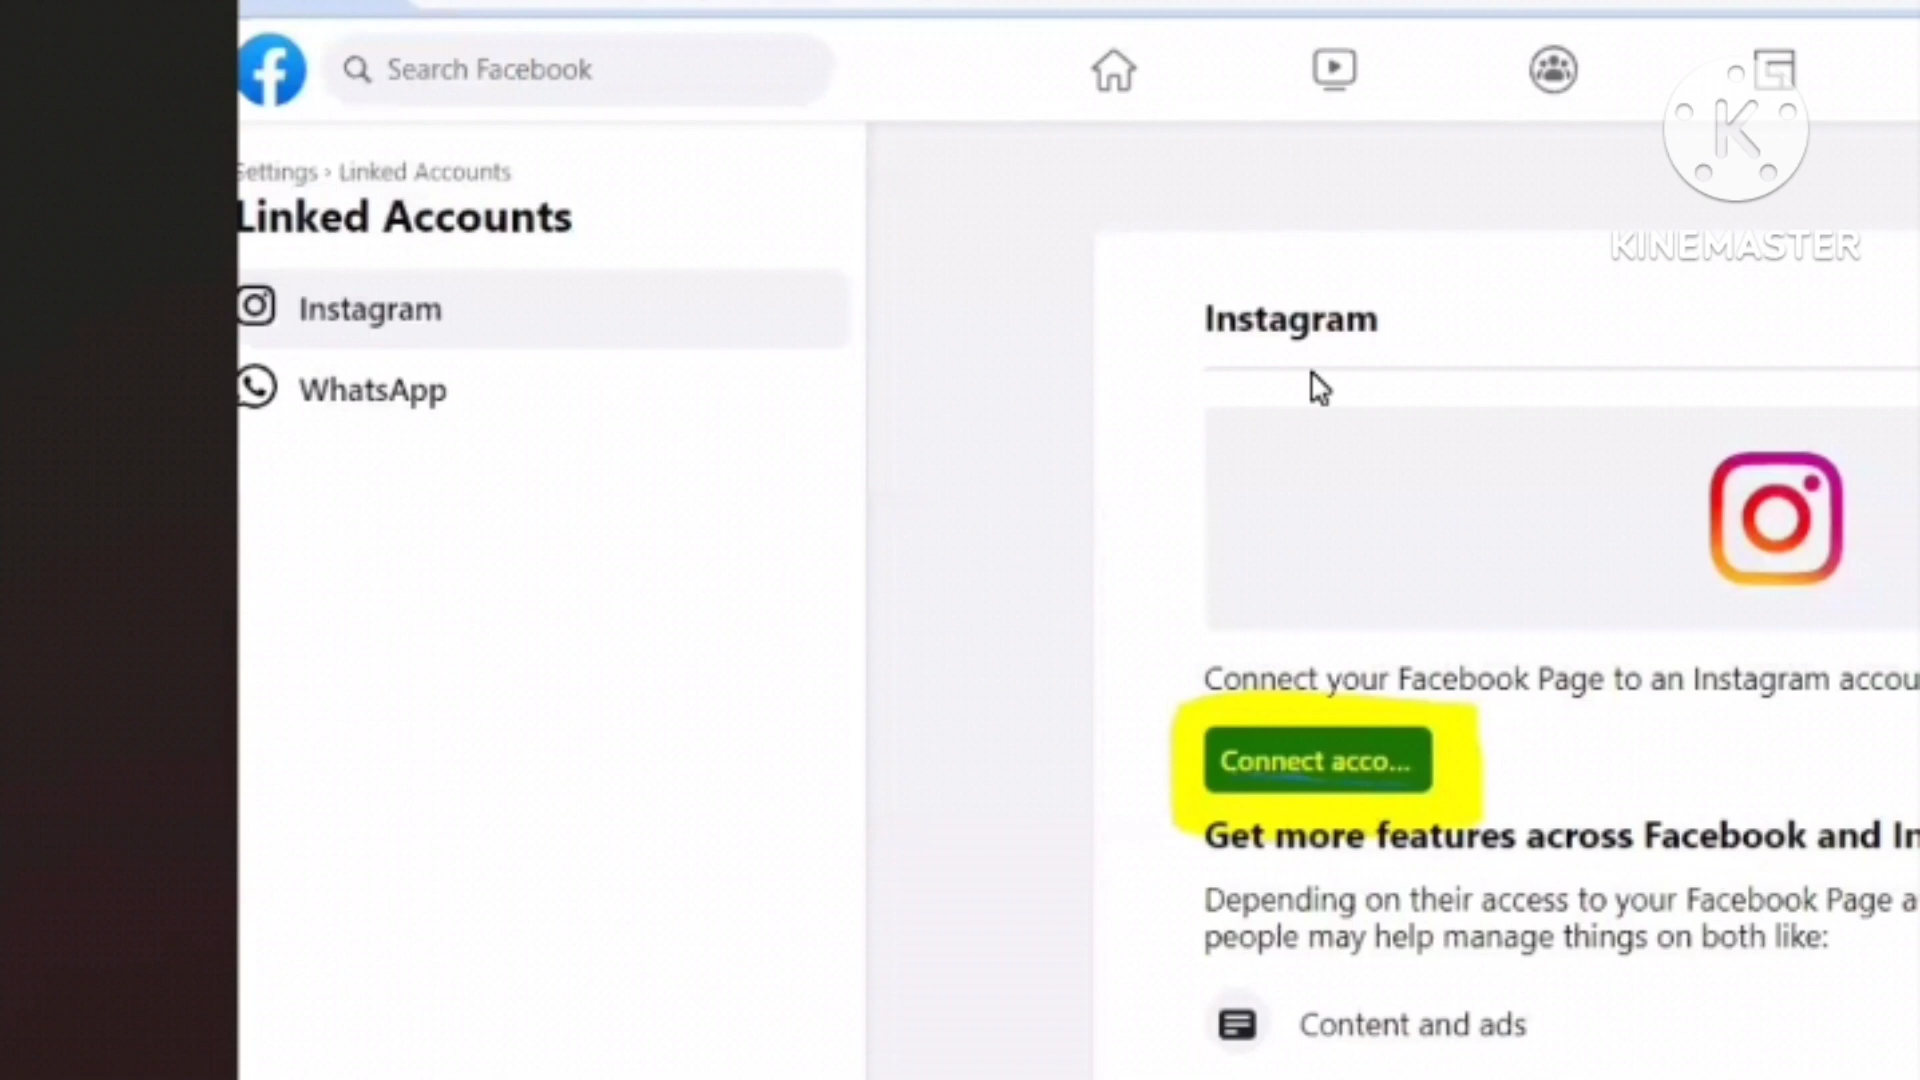 Search Facebook
Settings › Linked Accounts
Linked Accounts
Instagram
WhatsApp
K
KINEMASTER
Instagram
Connect your Facebook Page to an Instagram accou
Connect acco...
Get more features across Facebook and In
Depending on their access to your Facebook Page a
people may help manage things on both like:
Content and ads